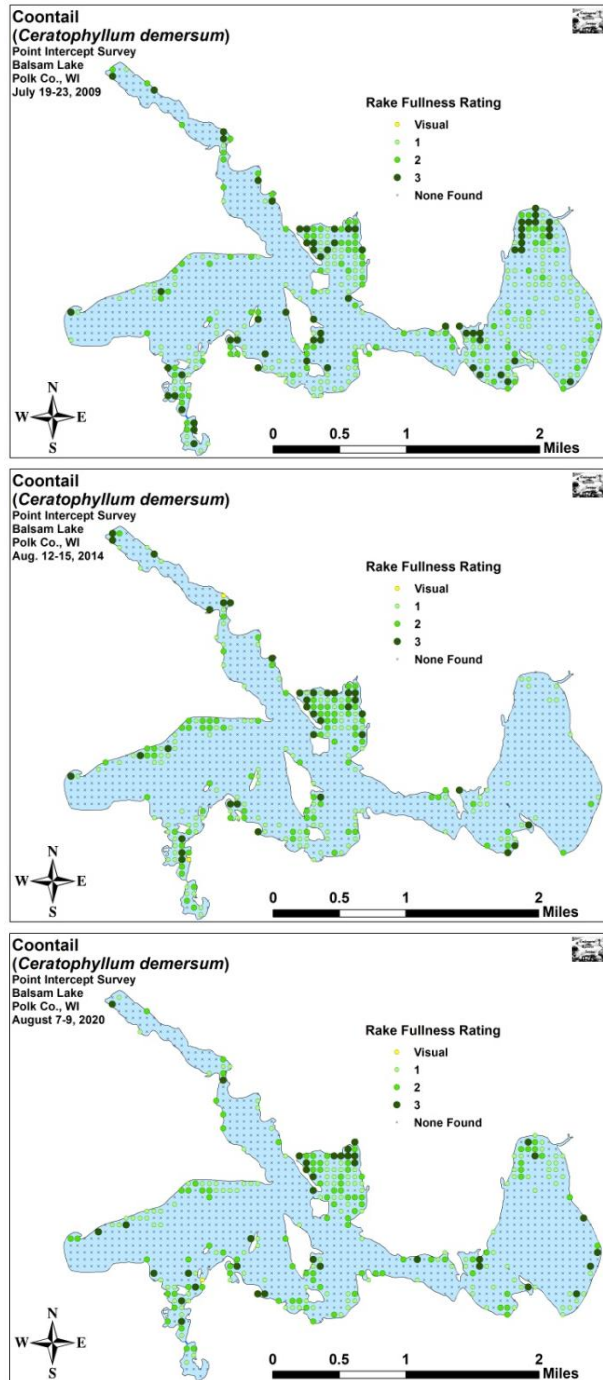 Coontail
(Ceratophyllum demersum)
Point Intercept Survey
Balsam Lake
Polk Co., WI
July 19-23, 2009
Rake Fullness Rating
Visual
1
2
3
None Found
N
W E
S
0 0.5 1 2
Miles
Coontail
(Ceratophyllum demersum)
Point Intercept Survey
Balsam Lake
Polk Co., WI
Aug. 12-15, 2014
Rake Fullness Rating
Visual
1
2
3
None Found
N
W E
S
0 0.5 1 2
Miles
Coontail
(Ceratophyllum demersum)
Point Intercept Survey
Balsam Lake
Polk Co., WI
August 7-9, 2020
Rake Fullness Rating
Visual
1
2
3
None Found
N
W E
S
0 0.5 1 2
Miles